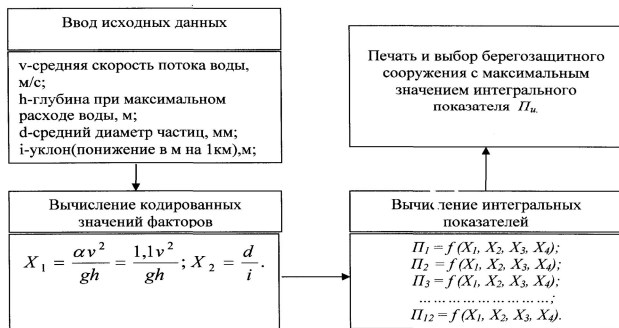 Ввод исходных данных
v-средняя скорость потока воды,
м/с;
h-глубина при максимальном
расходе воды, м;
d-средний диаметр частиц, мм;
i-уклон(понижение в м на 1км),м;
Вычисление кодированных
значений факторов
X₁ = αv²/gh = 1,1v²/gh; X₂ = d/i.
Вычисление интегральных
показателей
П₁ = f (X₁, X₂, X₃, X₄);
П₂ = f (X₁, X₂, X₃, X₄);
П₃ = f (X₁, X₂, X₃, X₄);
………………………;
П₁₂ = f (X₁, X₂, X₃, X₄).
Печать и выбор берегозащитного
сооружения с максимальным
значением интегрального
показателя Пи.